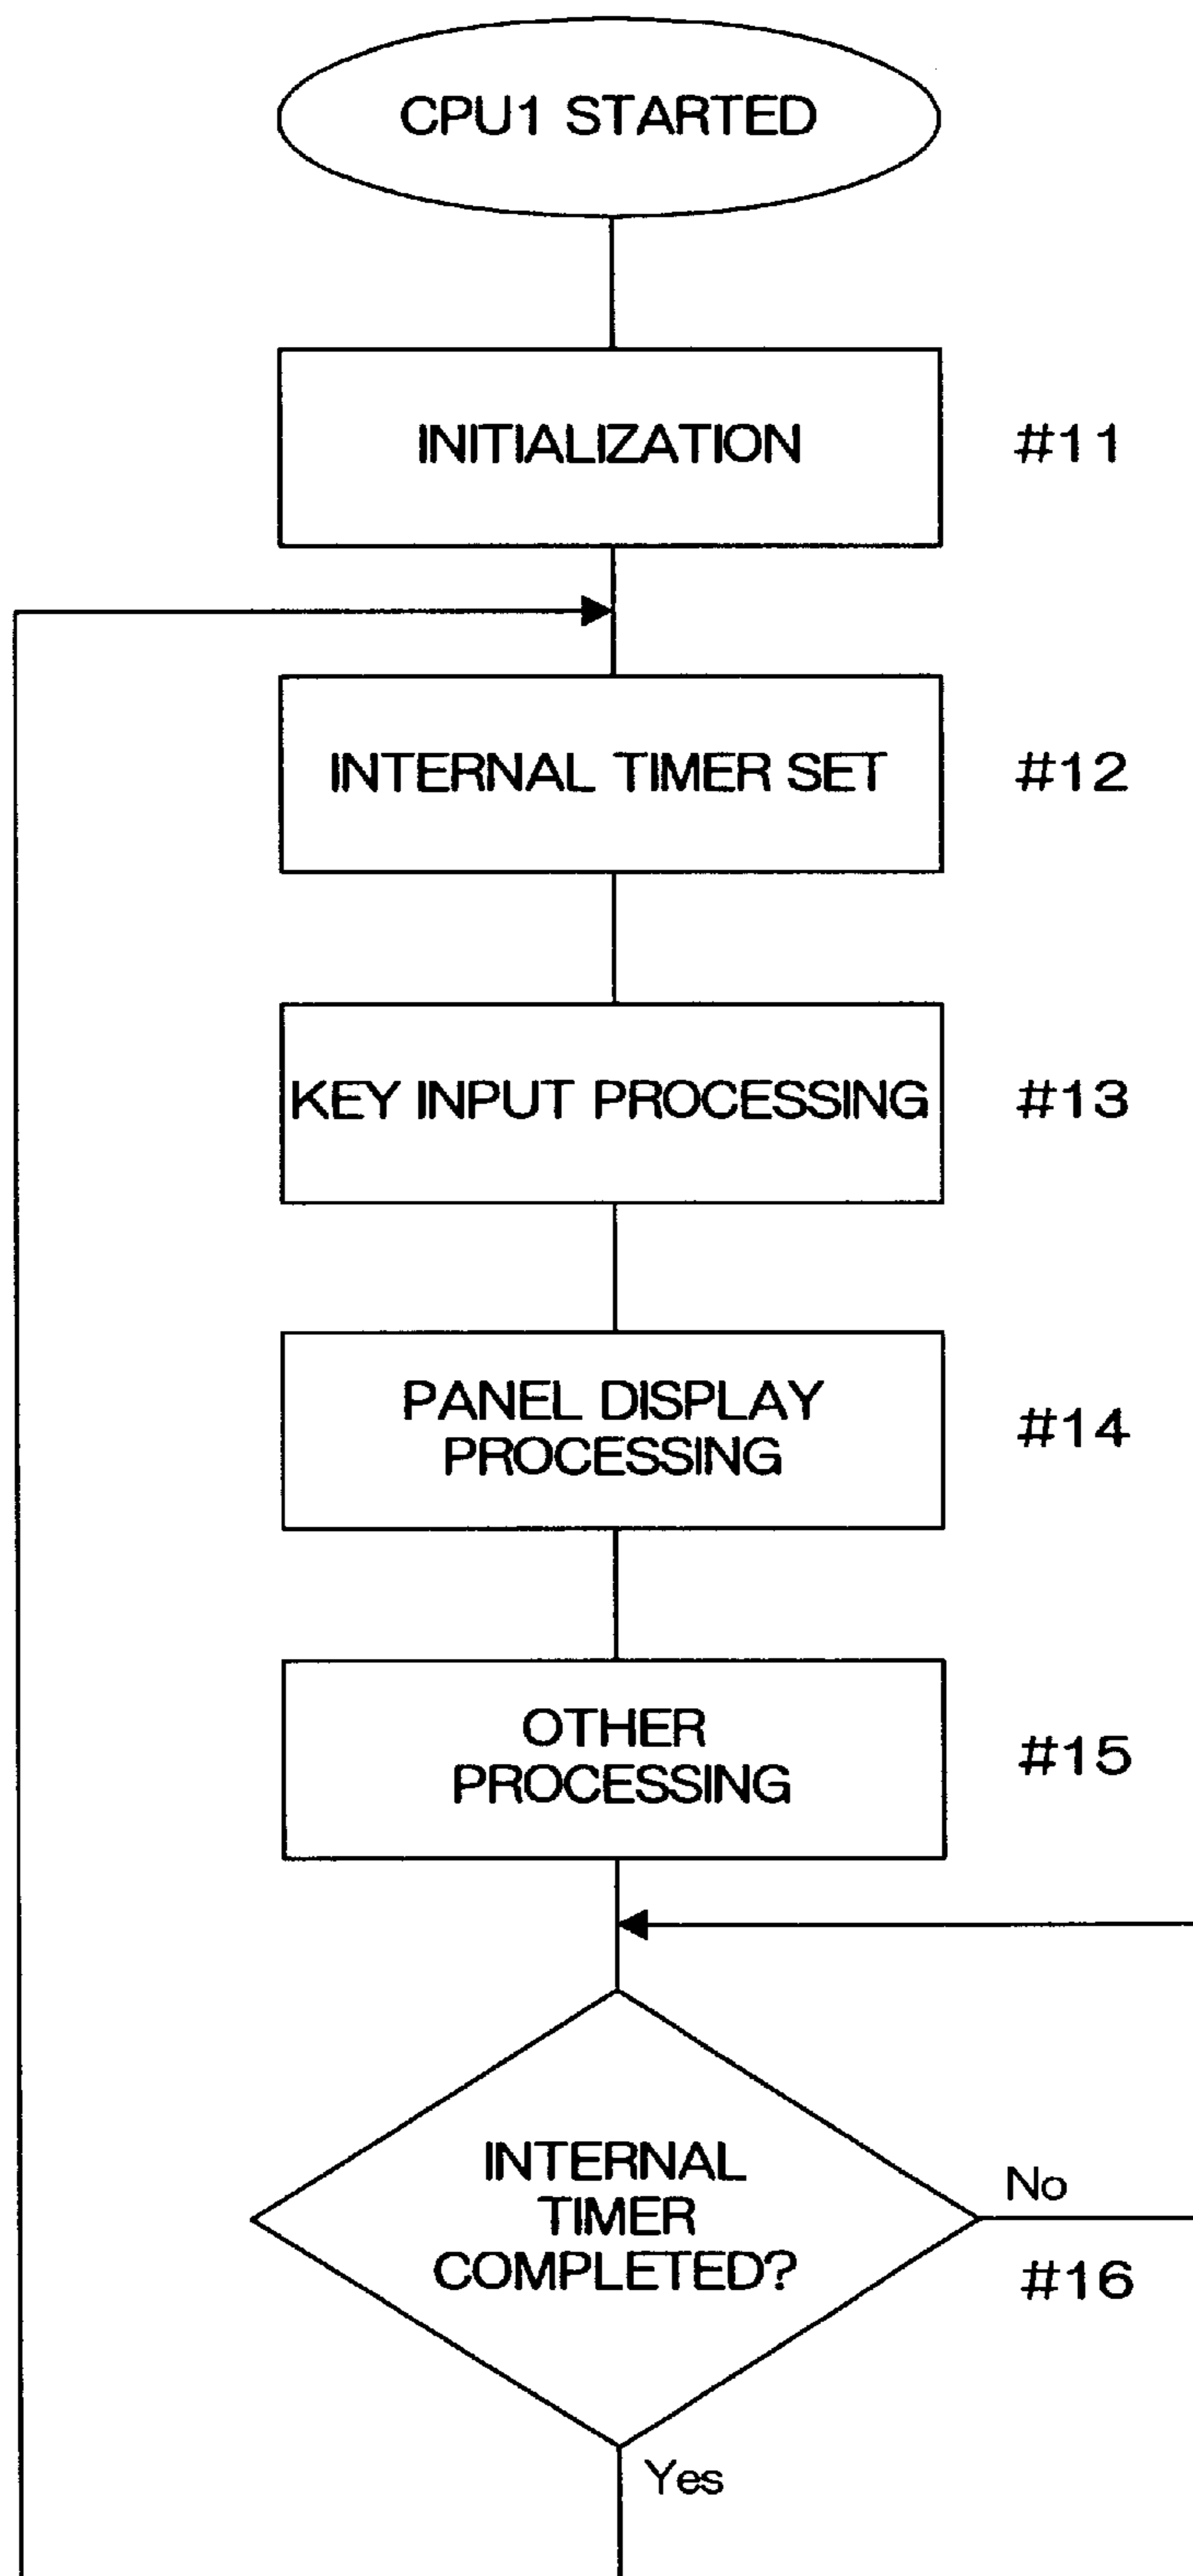 CPU1 STARTED
INITIALIZATION
#11
INTERNAL TIMER SET
#12
KEY INPUT PROCESSING
#13
PANEL DISPLAY
PROCESSING
#14
OTHER
PROCESSING
#15
INTERNAL
TIMER
COMPLETED?
No
#16
Yes